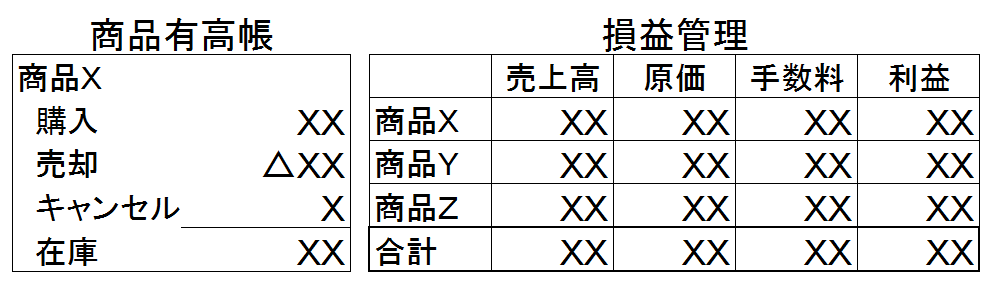 商品有高帳
商品X
購入 XX
売却 △XX
キャンセル X
在庫 XX
損益管理
売上高 原価 手数料 利益
商品X XX XX XX XX
商品Y XX XX XX XX
商品Z XX XX XX XX
合計 XX XX XX XX